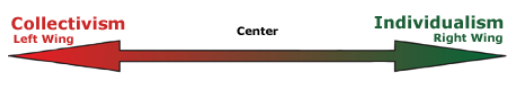 Collectivism
Left Wing
Center
Individualism
Right Wing